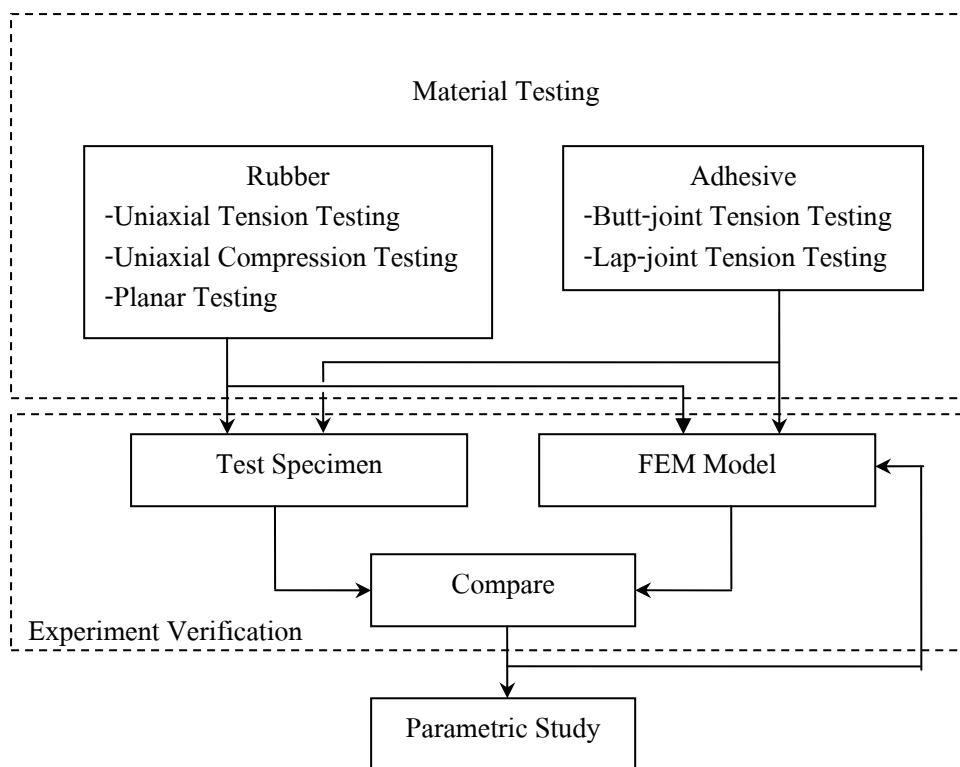 Material Testing
Rubber
-Uniaxial Tension Testing
-Uniaxial Compression Testing
-Planar Testing
Adhesive
-Butt-joint Tension Testing
-Lap-joint Tension Testing
Test Specimen
FEM Model
Compare
Experiment Verification
Parametric Study